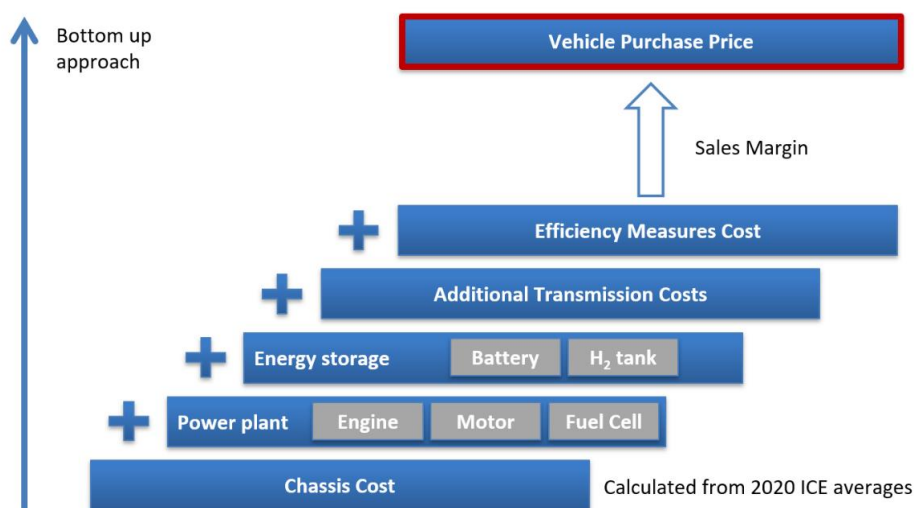 Bottom up
approach
Vehicle Purchase Price
Sales Margin
Efficiency Measures Cost
Additional Transmission Costs
Energy storage Battery H₂ tank
Power plant Engine Motor Fuel Cell
Chassis Cost Calculated from 2020 ICE averages